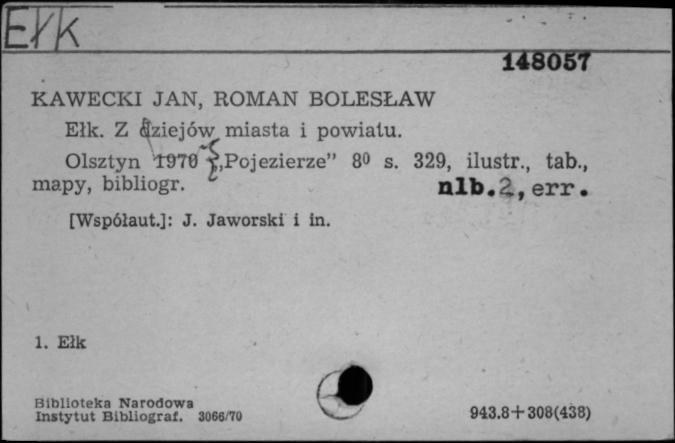 Ełk
148057
KAWECKI JAN, ROMAN BOLESŁAW
Ełk. Z dziejów miasta i powiatu.
Olsztyn 1970 „Pojezierze” 8⁰ s. 329, ilustr., tab.,
mapy, bibliogr. nlb.2, err.
[Współaut.]: J. Jaworski i in.
1. Ełk
Biblioteka Narodowa
Instytut Bibliograf. 3066/70
943.8+308(438)